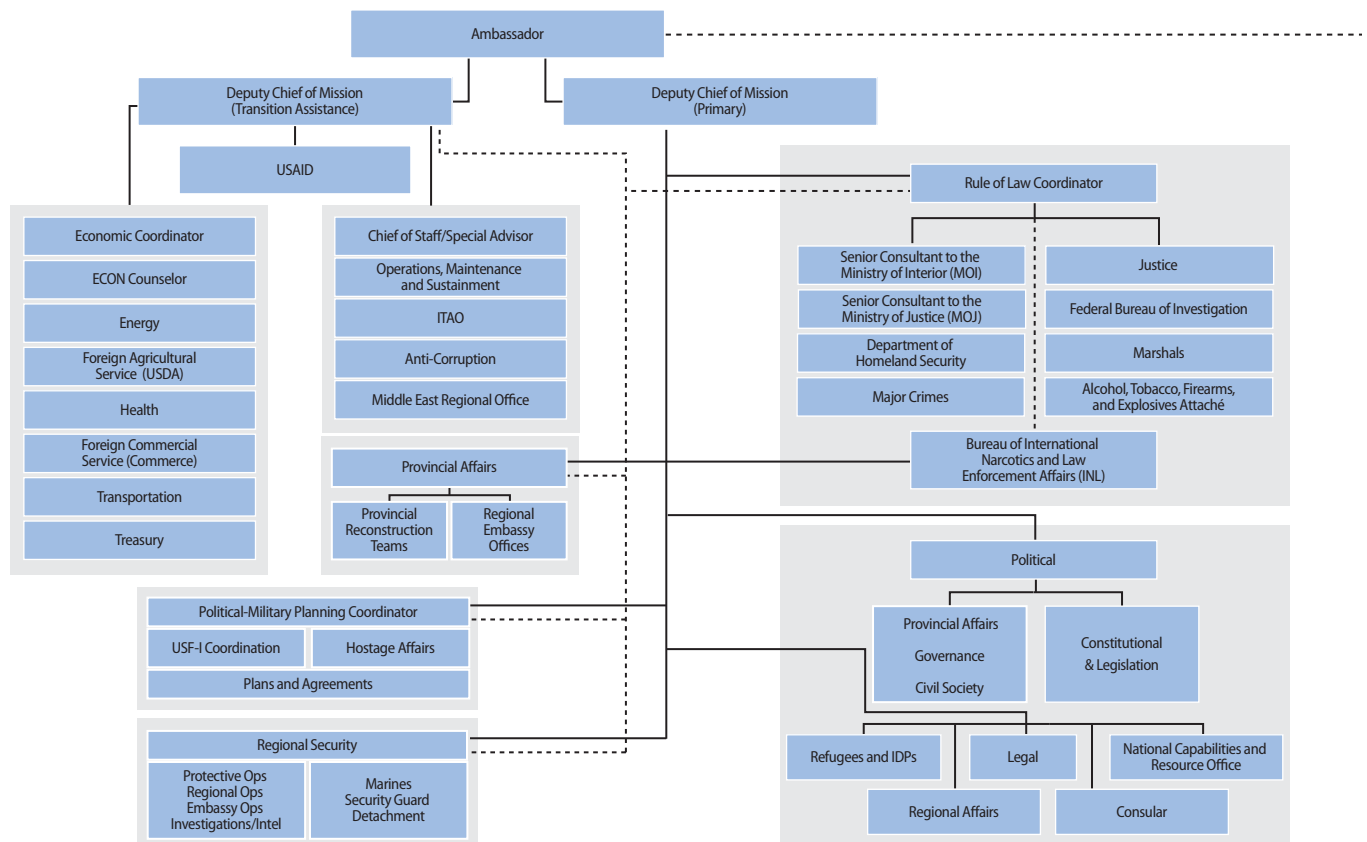 Ambassador
Deputy Chief of Mission
(Transition Assistance)
Deputy Chief of Mission
(Primary)
USAID
Economic Coordinator
ECON Counselor
Energy
Foreign Agricultural
Service (USDA)
Health
Foreign Commercial
Service (Commerce)
Transportation
Treasury
Chief of Staff/Special Advisor
Operations, Maintenance
and Sustainment
ITAO
Anti-Corruption
Middle East Regional Office
Provincial Affairs
Provincial
Reconstruction
Teams
Regional
Embassy
Offices
Political-Military Planning Coordinator
USF-I Coordination
Hostage Affairs
Plans and Agreements
Regional Security
Protective Ops
Regional Ops
Embassy Ops
Investigations/Intel
Marines
Security Guard
Detachment
Rule of Law Coordinator
Senior Consultant to the
Ministry of Interior (MOI)
Senior Consultant to the
Ministry of Justice (MOJ)
Department of
Homeland Security
Major Crimes
Justice
Federal Bureau of Investigation
Marshals
Alcohol, Tobacco, Firearms,
and Explosives Attaché
Bureau of International
Narcotics and Law
Enforcement Affairs (INL)
Political
Provincial Affairs
Governance
Civil Society
Constitutional
& Legislation
Refugees and IDPs
Legal
National Capabilities and
Resource Office
Regional Affairs
Consular